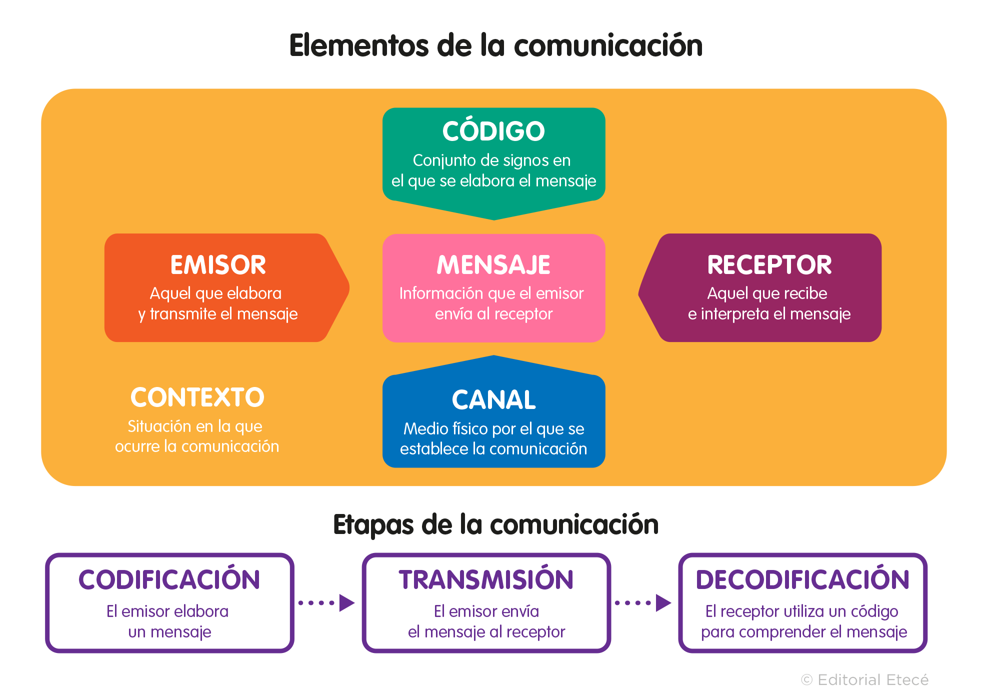 Elementos de la comunicación
CÓDIGO
Conjunto de signos en
el que se elabora el mensaje
EMISOR
Aquel que elabora
y transmite el mensaje
MENSAJE
Información que el emisor
envía al receptor
RECEPTOR
Aquel que recibe
e interpreta el mensaje
CONTEXTO
Situación en la que
ocurre la comunicación
CANAL
Medio físico por el que se
establece la comunicación
Etapas de la comunicación
CODIFICACIÓN
El emisor elabora
un mensaje
TRANSMISIÓN
El emisor envía
el mensaje al receptor
DECODIFICACIÓN
El receptor utiliza un código
para comprender el mensaje
© Editorial Etecé